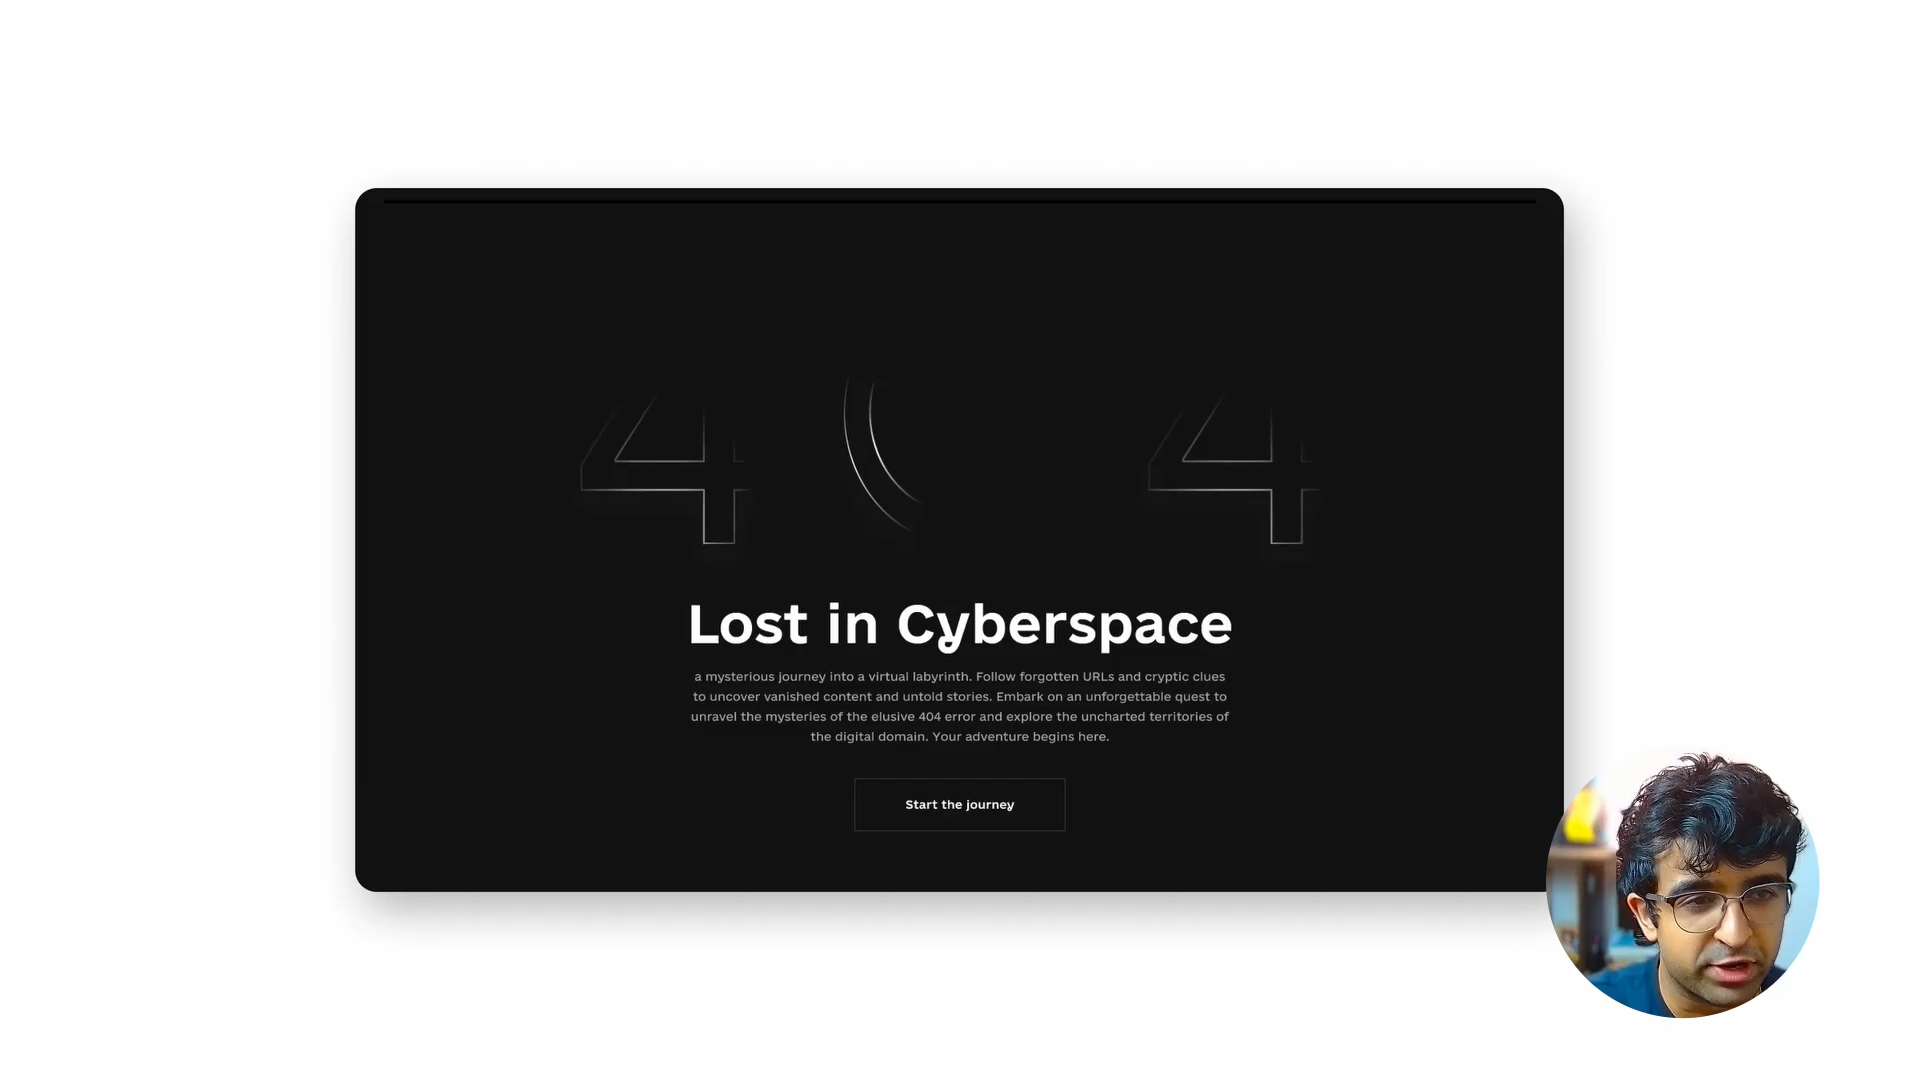 404
Lost in Cyberspace
a mysterious journey into a virtual labyrinth. Follow forgotten URLs and cryptic clues
to uncover vanished content and untold stories. Embark on an unforgettable quest to
unravel the mysteries of the elusive 404 error and explore the uncharted territories of
the digital domain. Your adventure begins here.
Start the journey